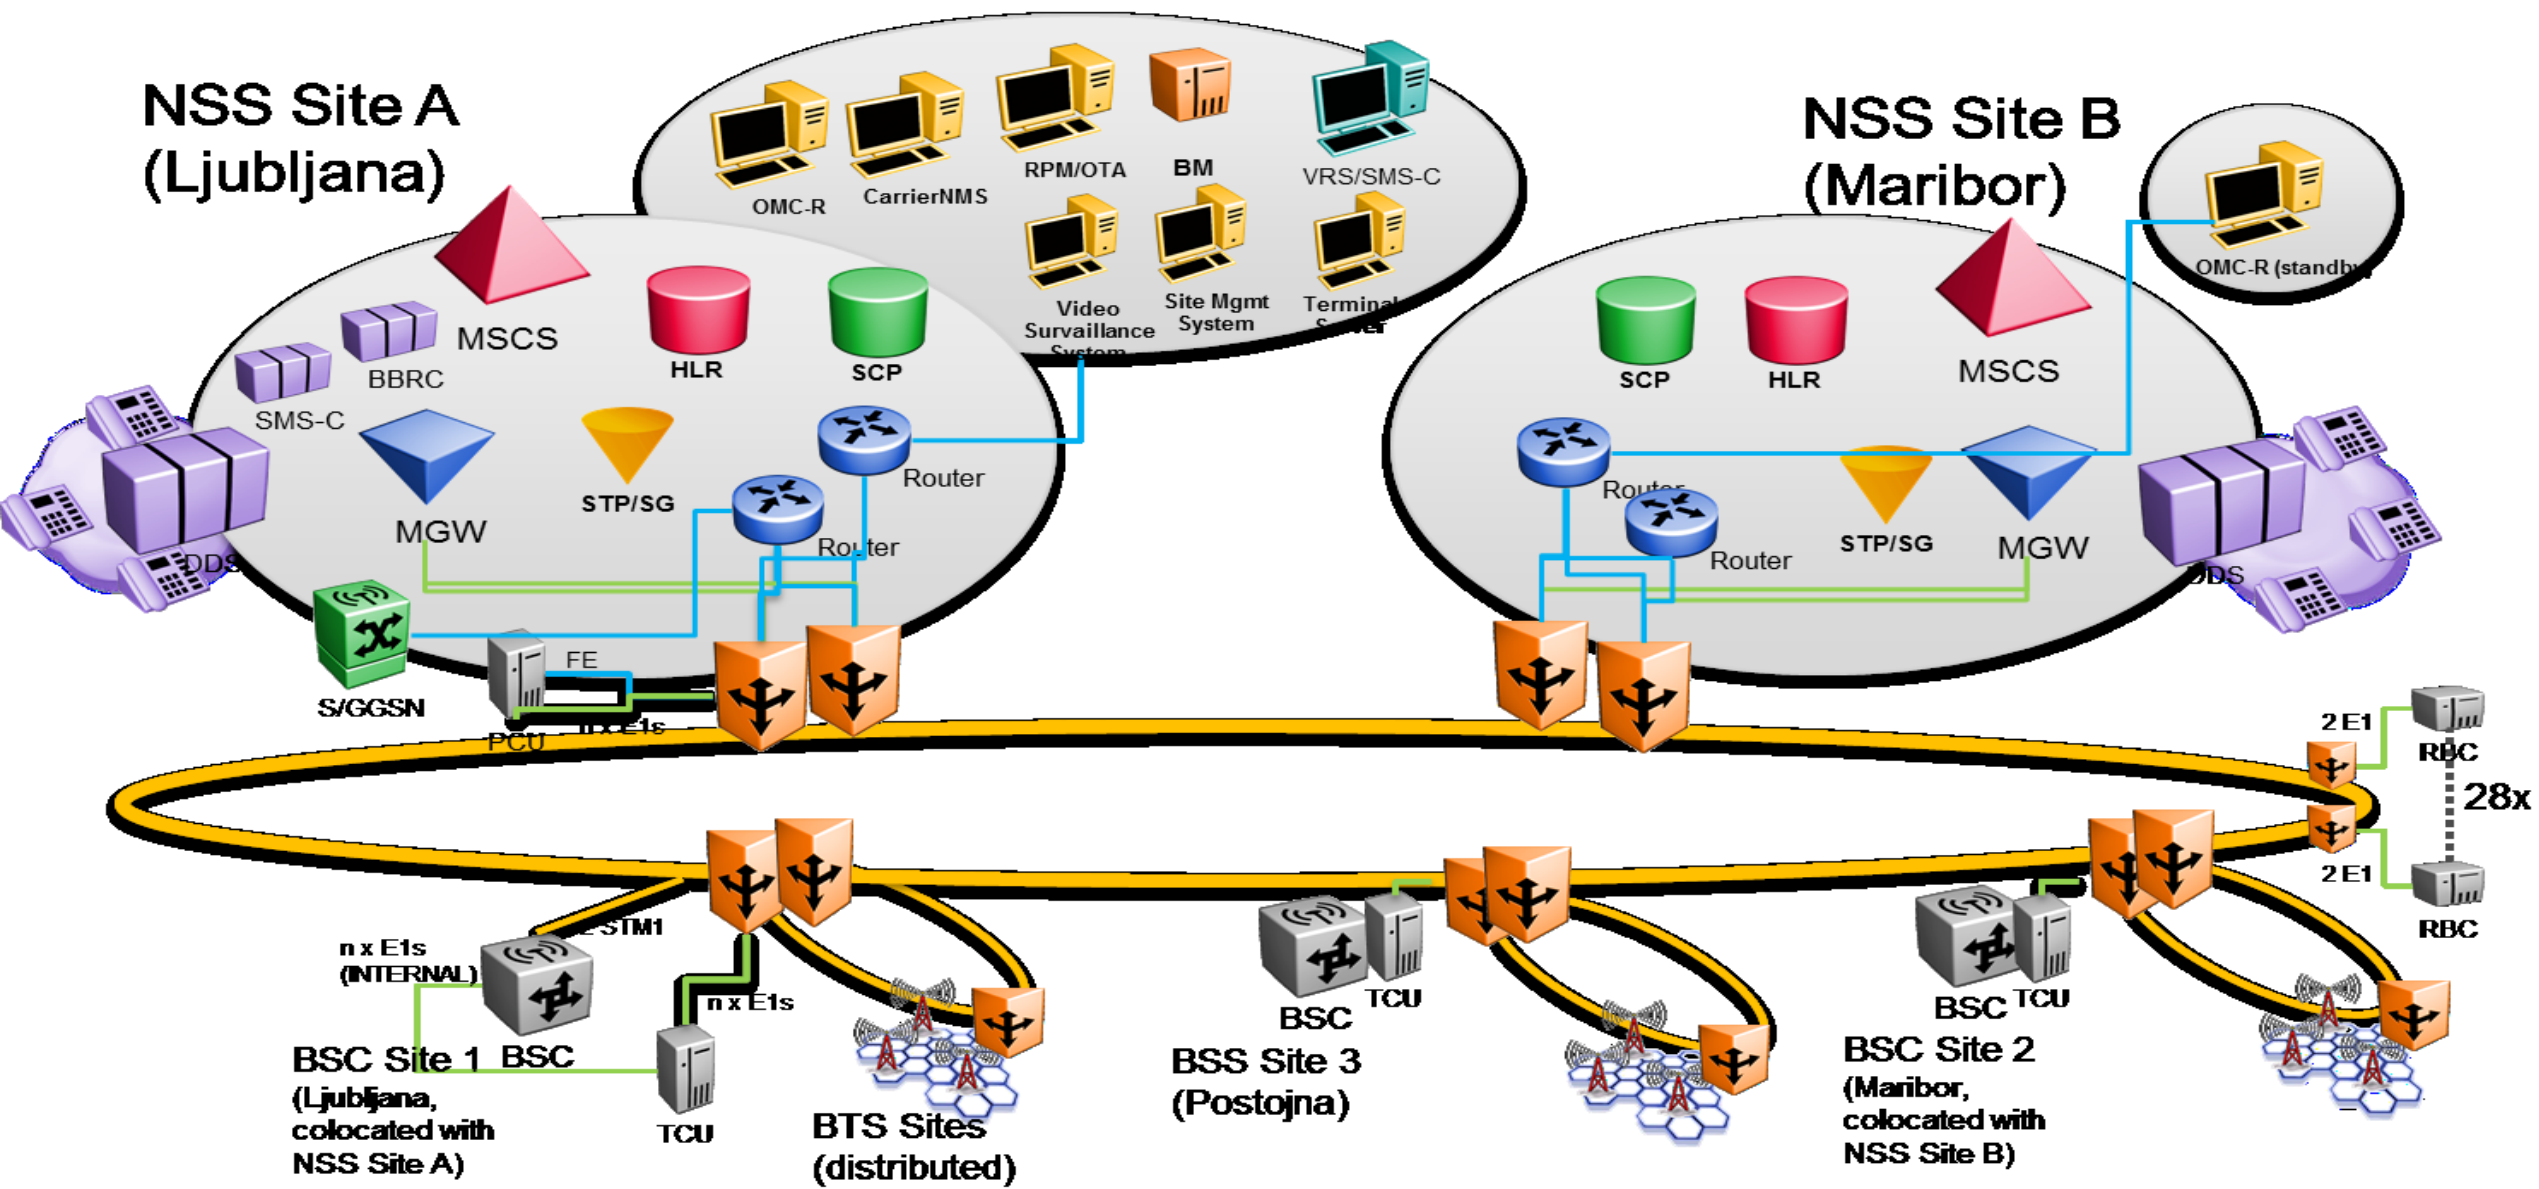 NSS Site A
(Ljubljana)
OMC-R
CarrierNMS
RPM/OTA
BM
VRS/SMS-C
Video
Survaillance
System
Site Mgmt
System
Terminal
Server
NSS Site B
(Maribor)
OMC-R (standby)
MSCS
BBRC
SMS-C
HLR
SCP
MGW
STP/SG
Router
Router
DDS
S/GGSN
FE
PCU
n x E1s
SCP
HLR
MSCS
Router
Router
STP/SG
MGW
DDS
2 E1
RBC
28x
2 E1
RBC
STM1
n x E1s
(INTERNAL)
n x E1s
BSC
TCU
BSC Site 1
(Ljubljana,
colocated with
NSS Site A)
BTS Sites
(distributed)
BSC
TCU
BSS Site 3
(Postojna)
BSC
TCU
BSC Site 2
(Maribor,
colocated with
NSS Site B)